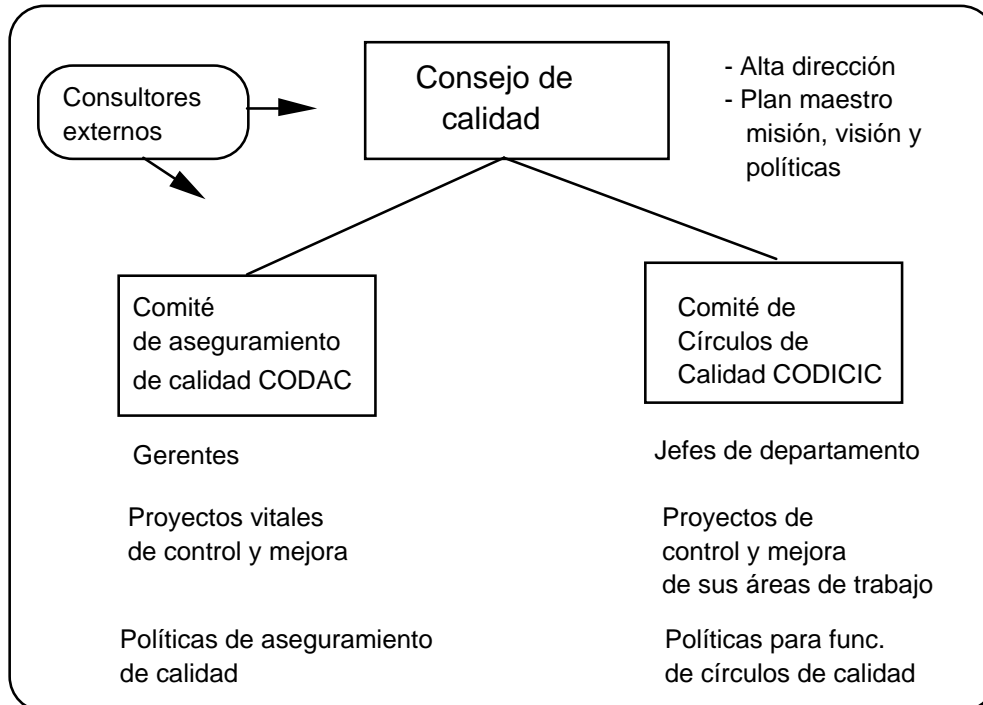 Consultores
externos
Consejo de
calidad
- Alta dirección
- Plan maestro
misión, visión y
políticas
Comité
de aseguramiento
de calidad CODAC
Gerentes
Proyectos vitales
de control y mejora
Políticas de aseguramiento
de calidad
Comité de
Círculos de
Calidad CODICIC
Jefes de departamento
Proyectos de
control y mejora
de sus áreas de trabajo
Políticas para func.
de círculos de calidad